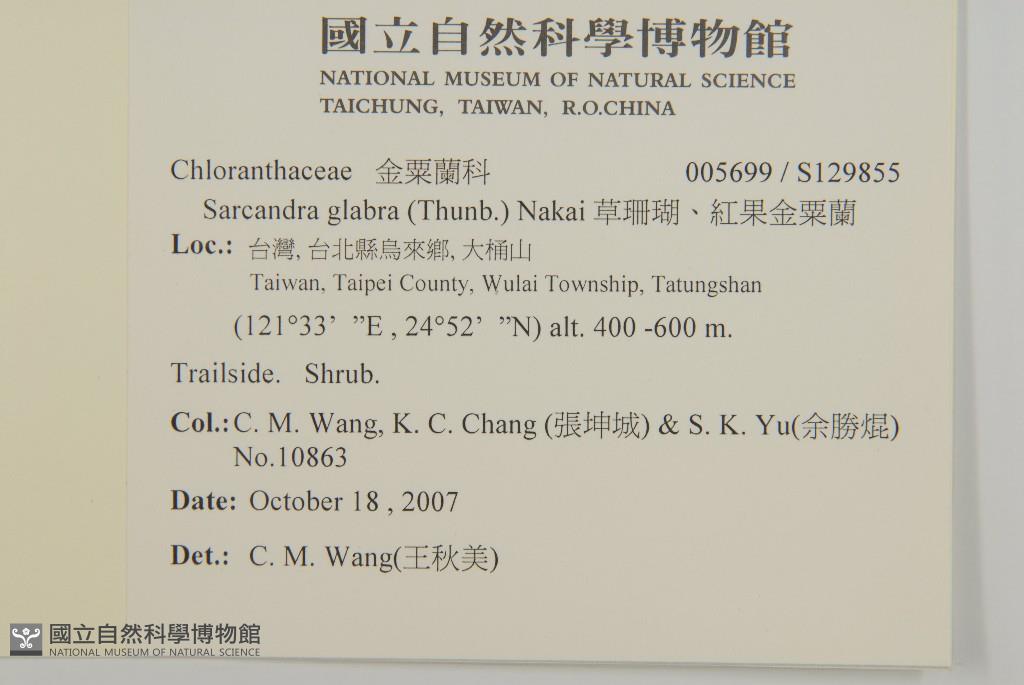 國立自然科學博物館
NATIONAL MUSEUM OF NATURAL SCIENCE
TAICHUNG, TAIWAN, R.O.CHINA
Chloranthaceae 金粟蘭科 005699 / S129855
Sarcandra glabra (Thunb.) Nakai 草珊瑚、紅果金粟蘭
Loc.: 台灣, 台北縣烏來鄉, 大桶山
Taiwan, Taipei County, Wulai Township, Tatungshan
(121°33’ ”E , 24°52’ ”N) alt. 400 -600 m.
Trailside. Shrub.
Col.: C. M. Wang, K. C. Chang (張坤城) & S. K. Yu(余勝焜)
No.10863
Date: October 18 , 2007
Det.: C. M. Wang(王秋美)
國立自然科學博物館
NATIONAL MUSEUM OF NATURAL SCIENCE